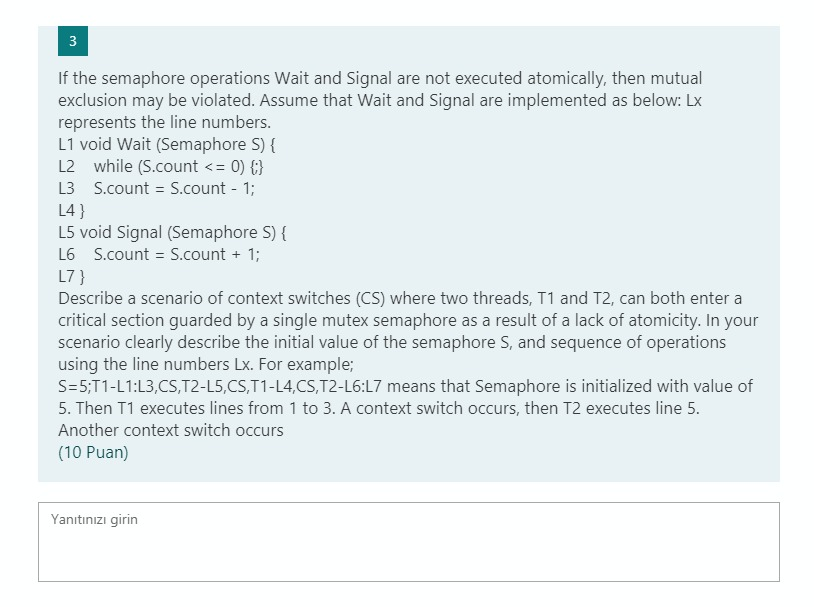 3
If the semaphore operations Wait and Signal are not executed atomically, then mutual
exclusion may be violated. Assume that Wait and Signal are implemented as below: Lx
represents the line numbers.
L1 void Wait (Semaphore S) {
L2 while (S.count <= 0) {;}
L3 S.count = S.count - 1;
L4 }
L5 void Signal (Semaphore S) {
L6 S.count = S.count + 1;
L7 }
Describe a scenario of context switches (CS) where two threads, T1 and T2, can both enter a
critical section guarded by a single mutex semaphore as a result of a lack of atomicity. In your
scenario clearly describe the initial value of the semaphore S, and sequence of operations
using the line numbers Lx. For example;
S=5;T1-L1:L3,CS,T2-L5,CS,T1-L4,CS,T2-L6:L7 means that Semaphore is initialized with value of
5. Then T1 executes lines from 1 to 3. A context switch occurs, then T2 executes line 5.
Another context switch occurs
(10 Puan)
Yanıtınızı girin